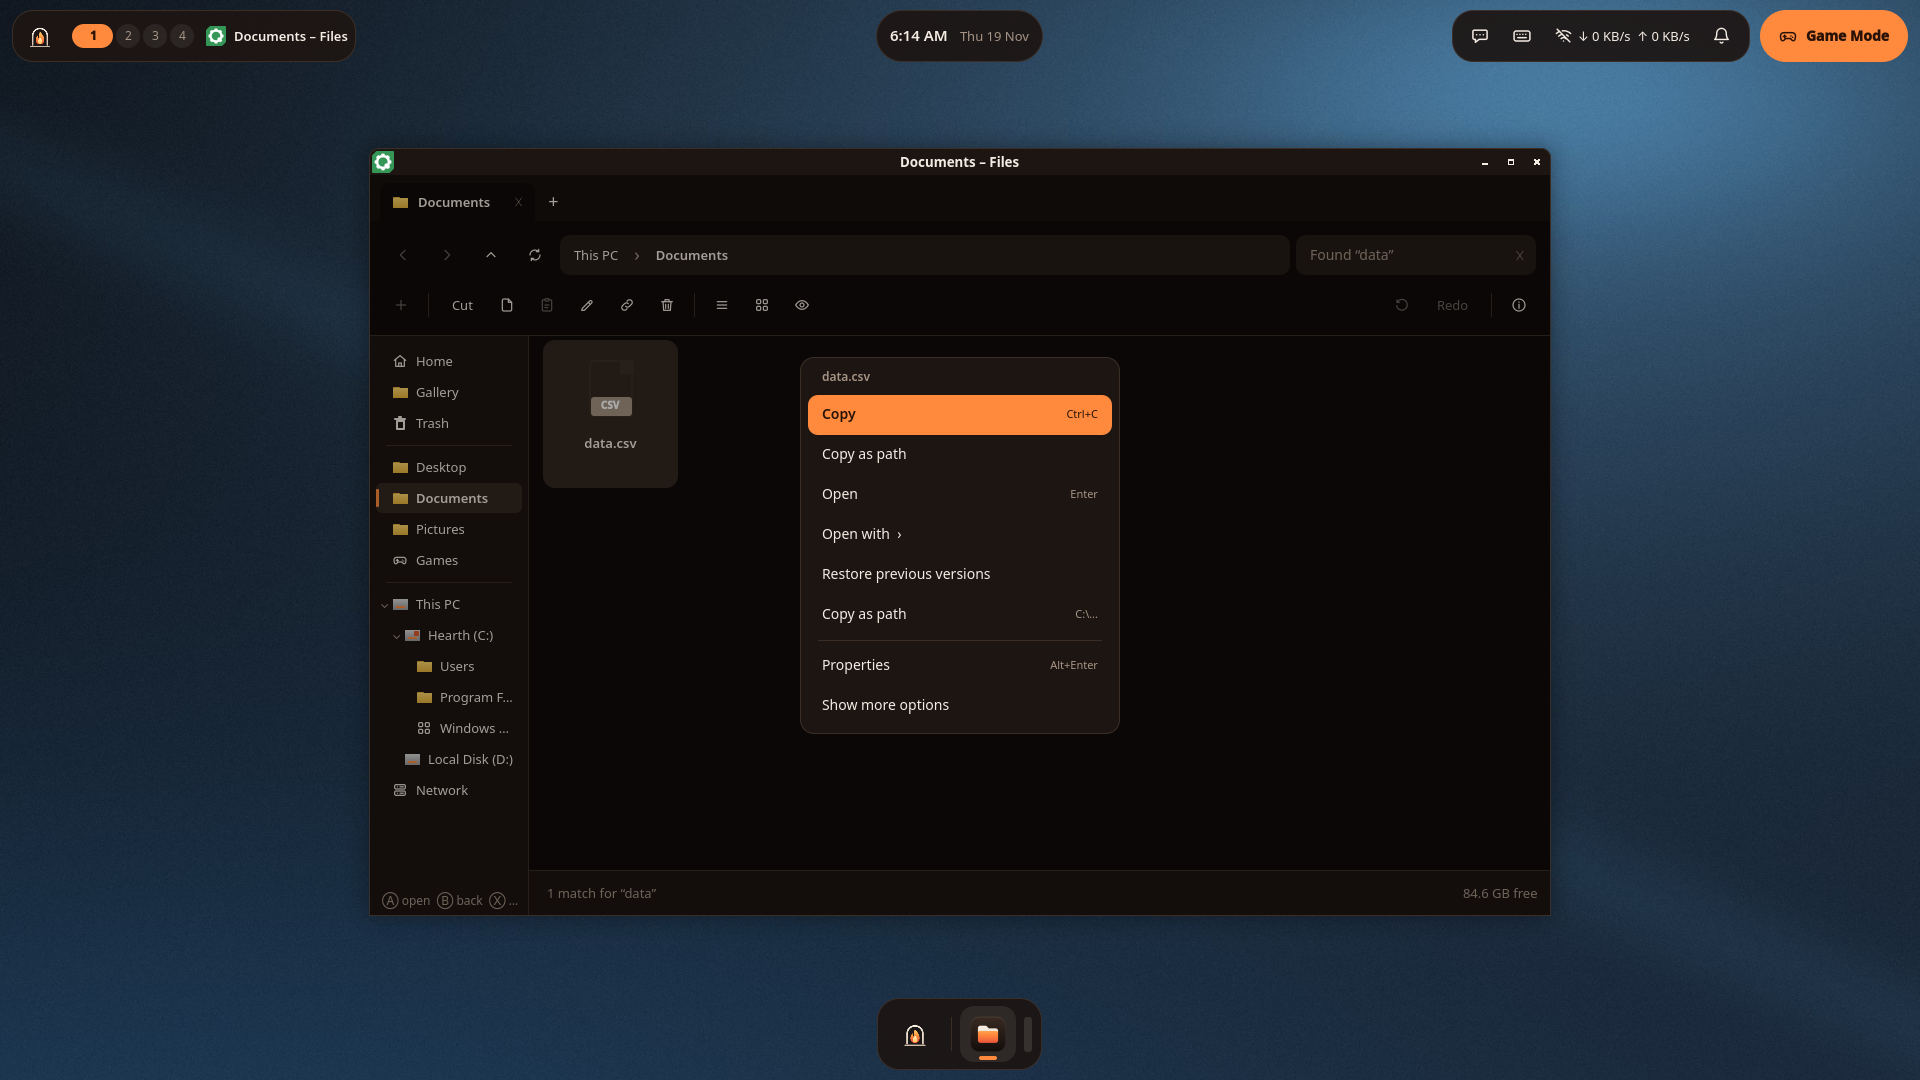 1 2 3 4 Documents – Files
6:14 AM Thu 19 Nov
↓ 0 KB/s ↑ 0 KB/s
Game Mode
Documents – Files
Documents X +
This PC › Documents
Found “data” X
Cut
Redo
Home
Gallery
Trash
Desktop
Documents
Pictures
Games
This PC
Hearth (C:)
Users
Program F...
Windows ...
Local Disk (D:)
Network
A open B back X ...
CSV
data.csv
data.csv
Copy Ctrl+C
Copy as path
Open Enter
Open with ›
Restore previous versions
Copy as path C:\...
Properties Alt+Enter
Show more options
1 match for “data”
84.6 GB free